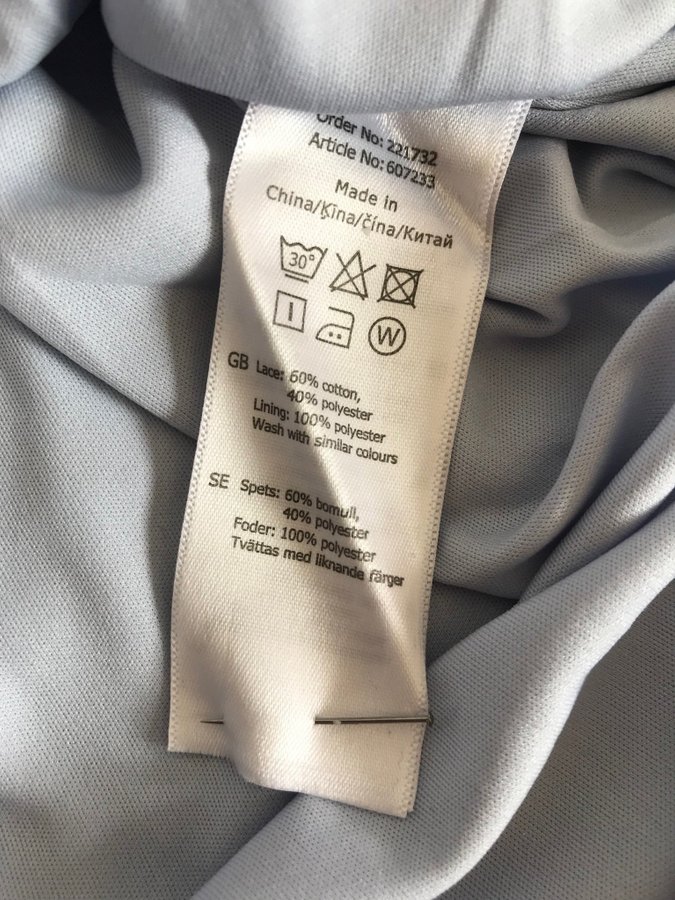 Order No: 221732
Article No: 607233
Made in
China/Ķīna/čína/Китай
30°
W
GB Lace: 60% cotton,
40% polyester
Lining: 100% polyester
Wash with similar colours
SE Spets: 60% bomull,
40% polyester
Foder: 100% polyester
Tvättas med liknande färger